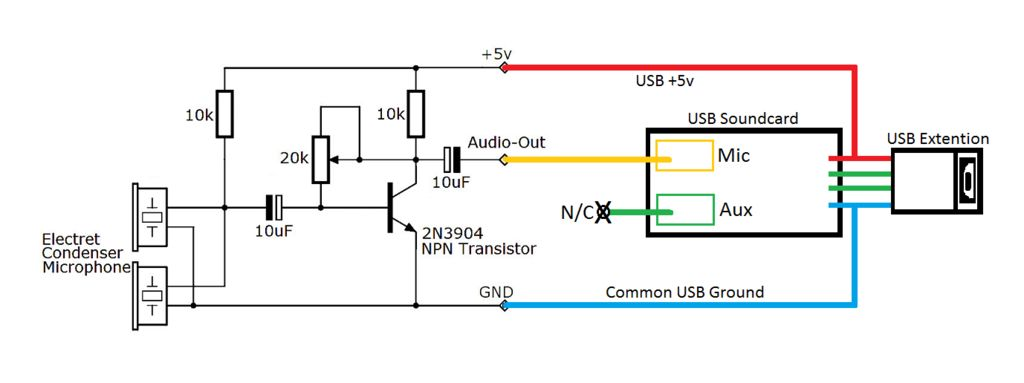 +5v
USB +5v
10k
10k
USB Soundcard
USB Extention
Audio-Out
Mic
20k
10uF
N/C
Aux
10uF
2N3904
NPN Transistor
Electret
Condenser
Microphone
GND
Common USB Ground